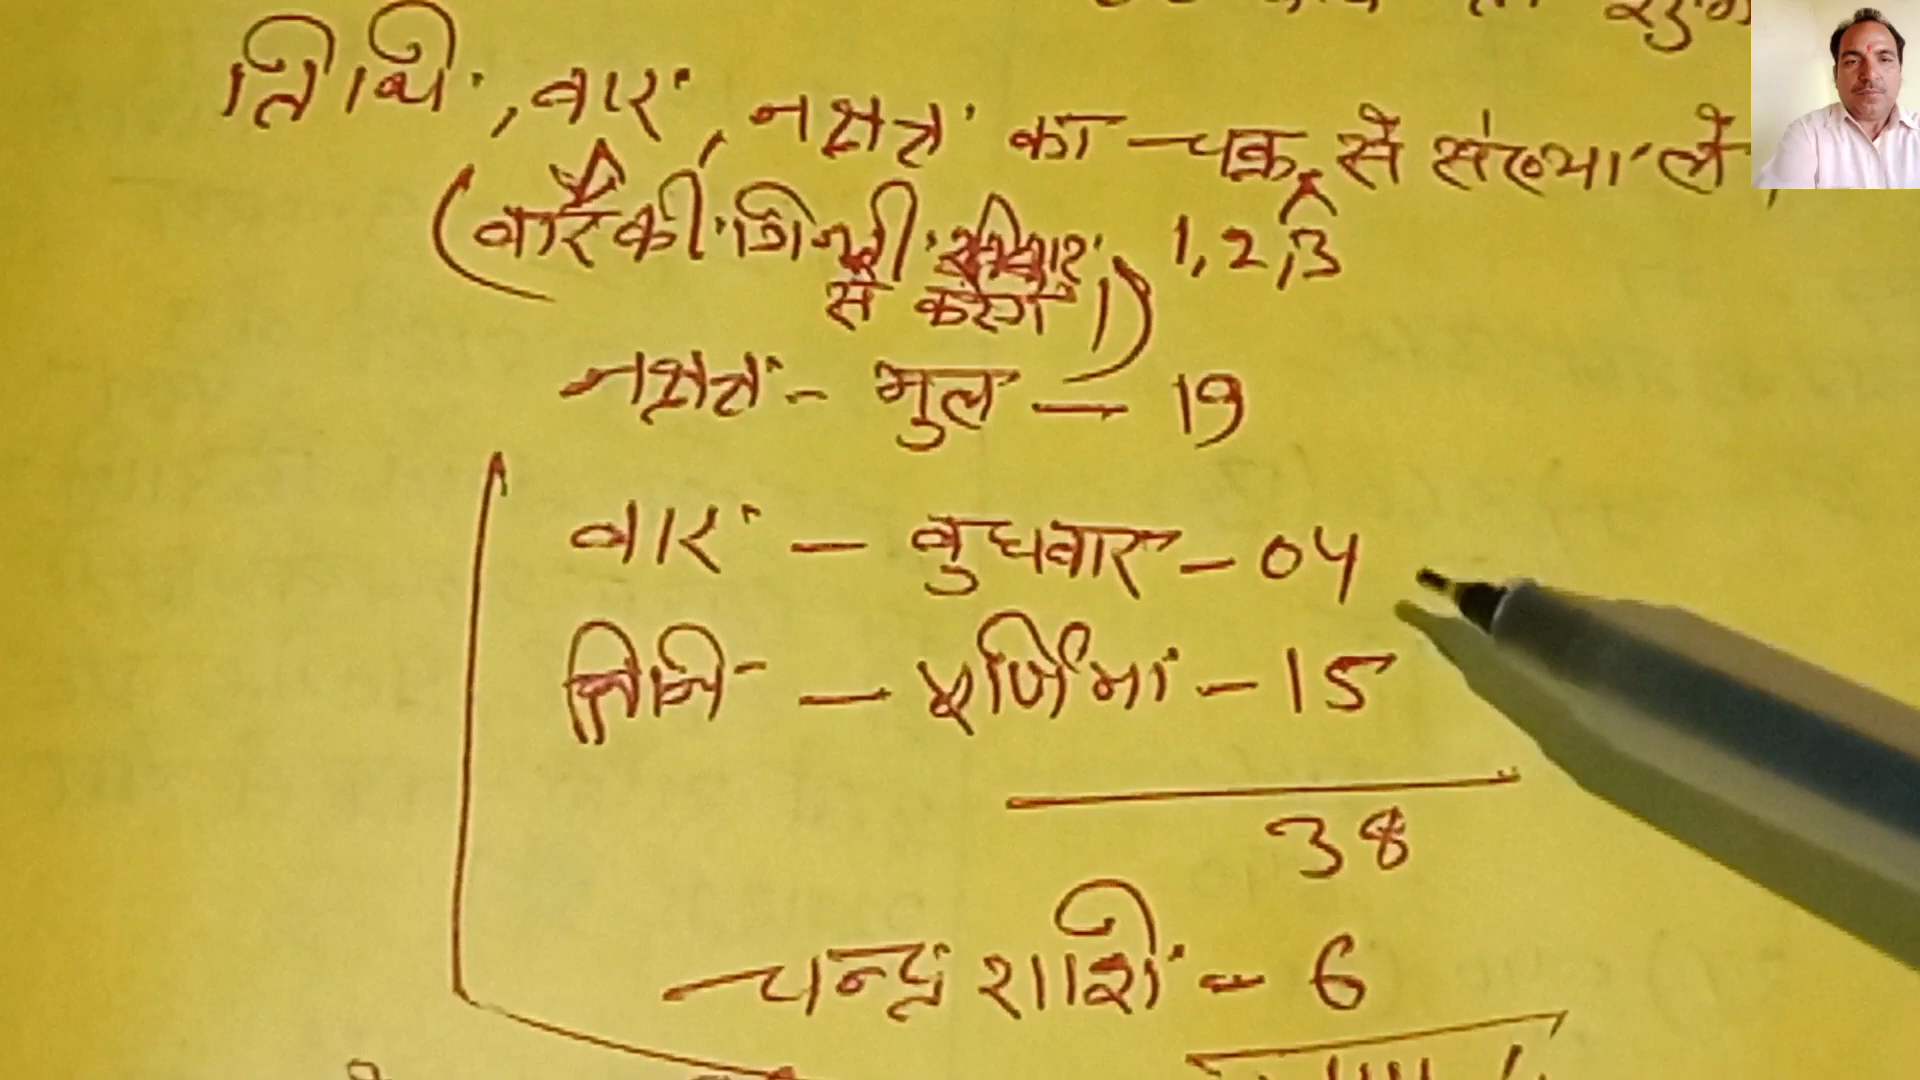 तिथि, वार, नक्षत्र का चक्र से संख्या ले
(वार की गिनती रविवार 1, 2, 3
से करेगें।)
नक्षत्र - मुल — 19
वार — बुधवार - 04
तिथि — पूर्णिमां - 15
38
चन्द्र राशि - 6